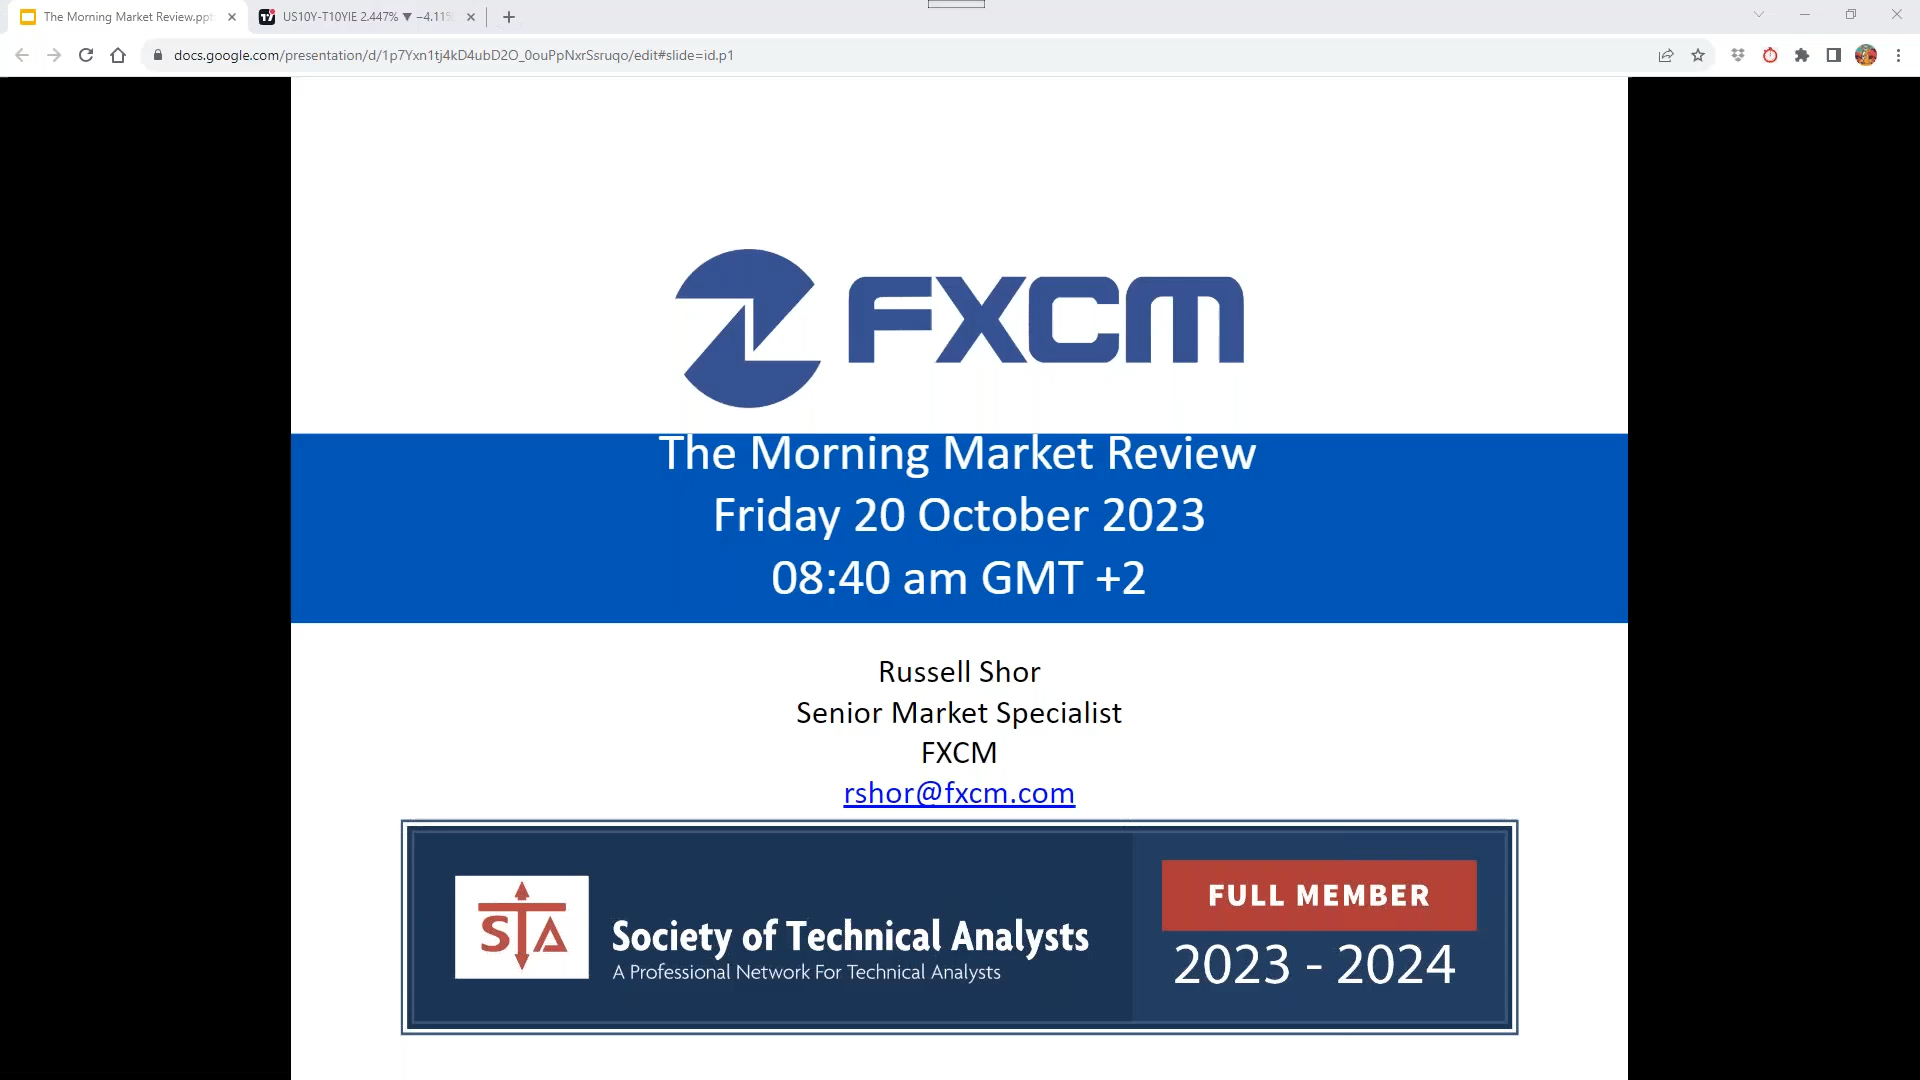 The Morning Market Review.ppt
US10Y-T10YIE 2.447% ▼ −4.11%
docs.google.com/presentation/d/1p7Yxn1tj4kD4ubD2O_0ouPpNxrSsruqo/edit#slide=id.p1
FXCM
The Morning Market Review
Friday 20 October 2023
08:40 am GMT +2
Russell Shor
Senior Market Specialist
FXCM
rshor@fxcm.com
STA
Society of Technical Analysts
A Professional Network For Technical Analysts
FULL MEMBER
2023 - 2024